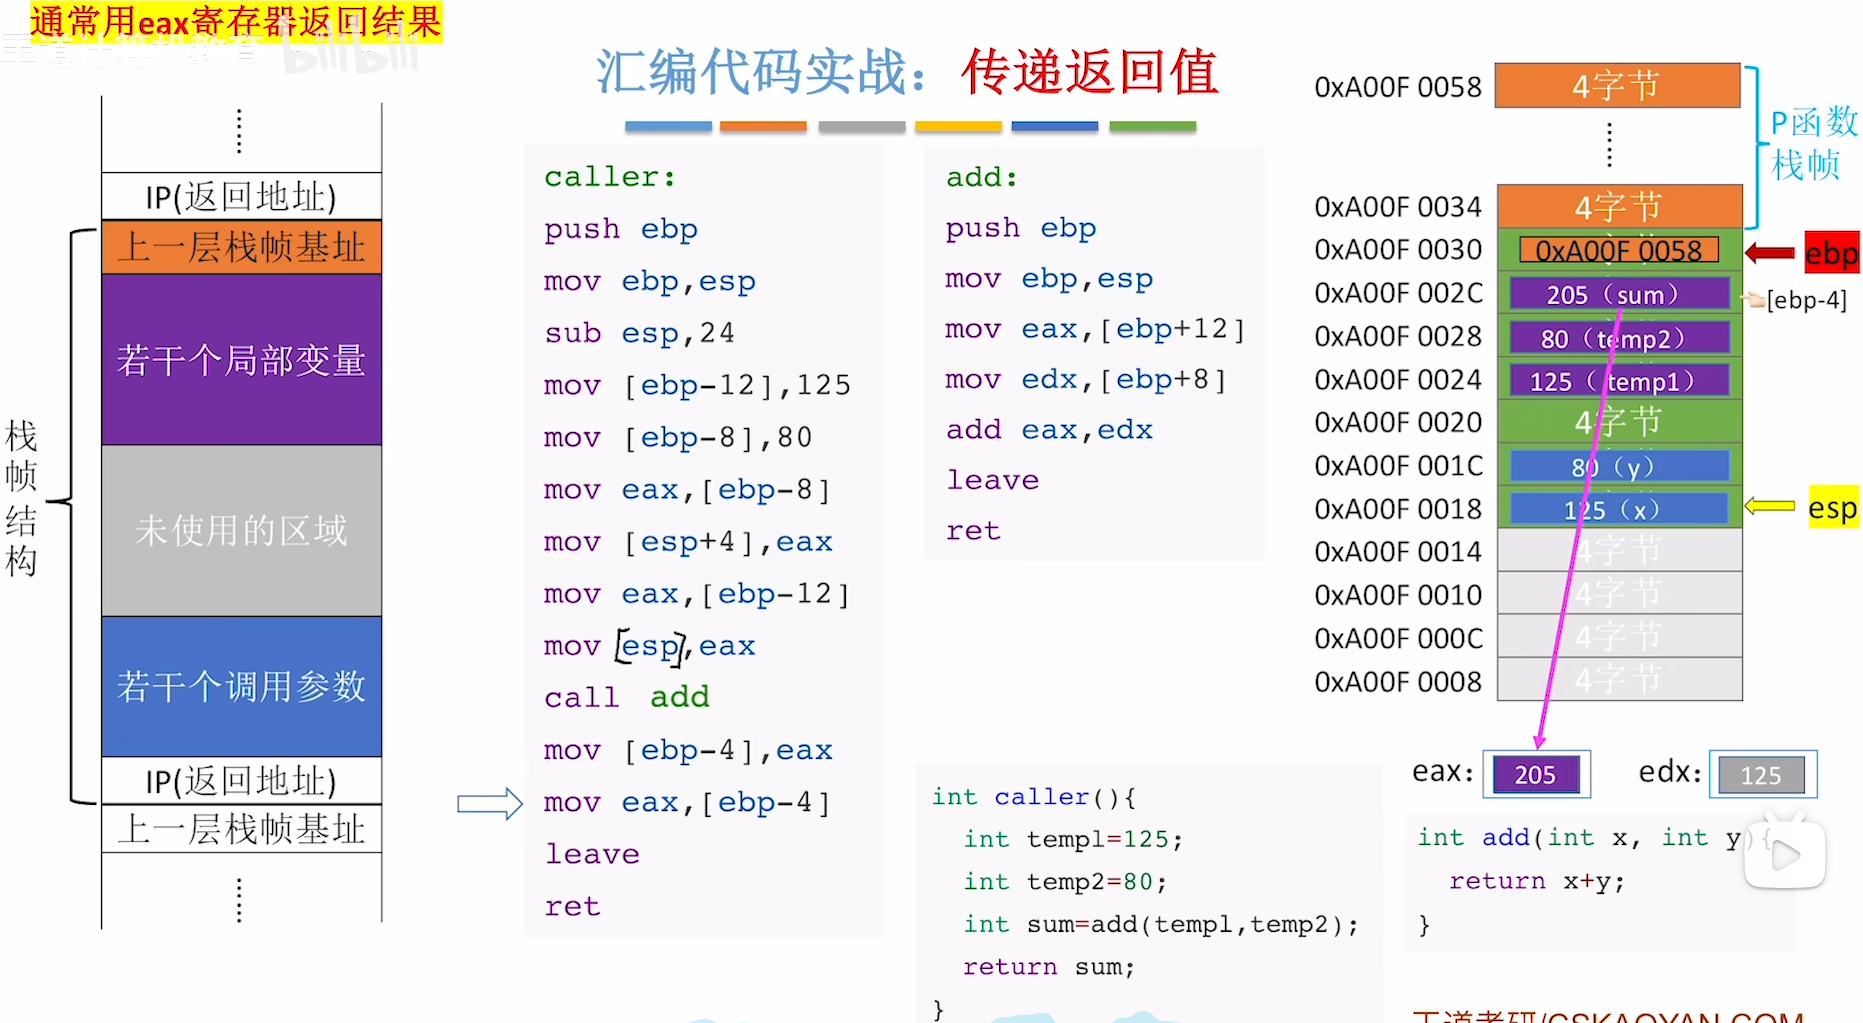 通常用eax寄存器返回结果
王道计算机教育 bilibili
汇编代码实战：传递返回值
IP(返回地址)
上一层栈帧基址
若干个局部变量
未使用的区域
若干个调用参数
IP(返回地址)
上一层栈帧基址
栈帧结构
caller:
push ebp
mov ebp,esp
sub esp,24
mov [ebp-12],125
mov [ebp-8],80
mov eax,[ebp-8]
mov [esp+4],eax
mov eax,[ebp-12]
mov [esp],eax
call add
mov [ebp-4],eax
mov eax,[ebp-4]
leave
ret
add:
push ebp
mov ebp,esp
mov eax,[ebp+12]
mov edx,[ebp+8]
add eax,edx
leave
ret
int caller(){
int temp1=125;
int temp2=80;
int sum=add(temp1,temp2);
return sum;
}
0xA00F 0058 4字节
P函数
栈帧
0xA00F 0034 4字节
0xA00F 0030 0xA00F 0058 ebp
0xA00F 002C 205（sum） [ebp-4]
0xA00F 0028 80（temp2）
0xA00F 0024 125（temp1）
0xA00F 0020 4字节
0xA00F 001C 80（y）
0xA00F 0018 125（x） esp
0xA00F 0014 4字节
0xA00F 0010 4字节
0xA00F 000C 4字节
0xA00F 0008 4字节
eax: 205 edx: 125
int add(int x, int y){
return x+y;
}
王道考研/CSKAOYAN.COM